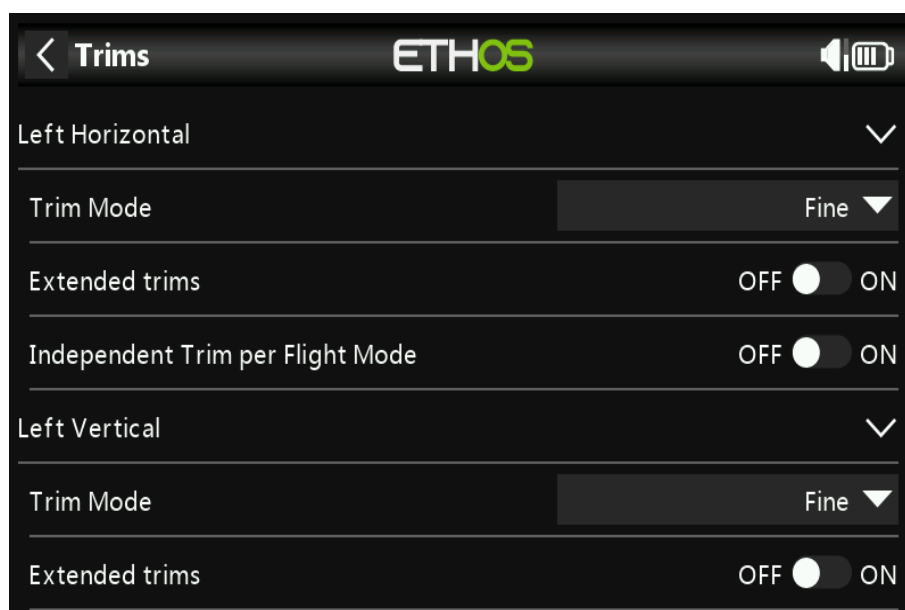 Trims ETHOS
Left Horizontal
Trim Mode Fine
Extended trims OFF ON
Independent Trim per Flight Mode OFF ON
Left Vertical
Trim Mode Fine
Extended trims OFF ON